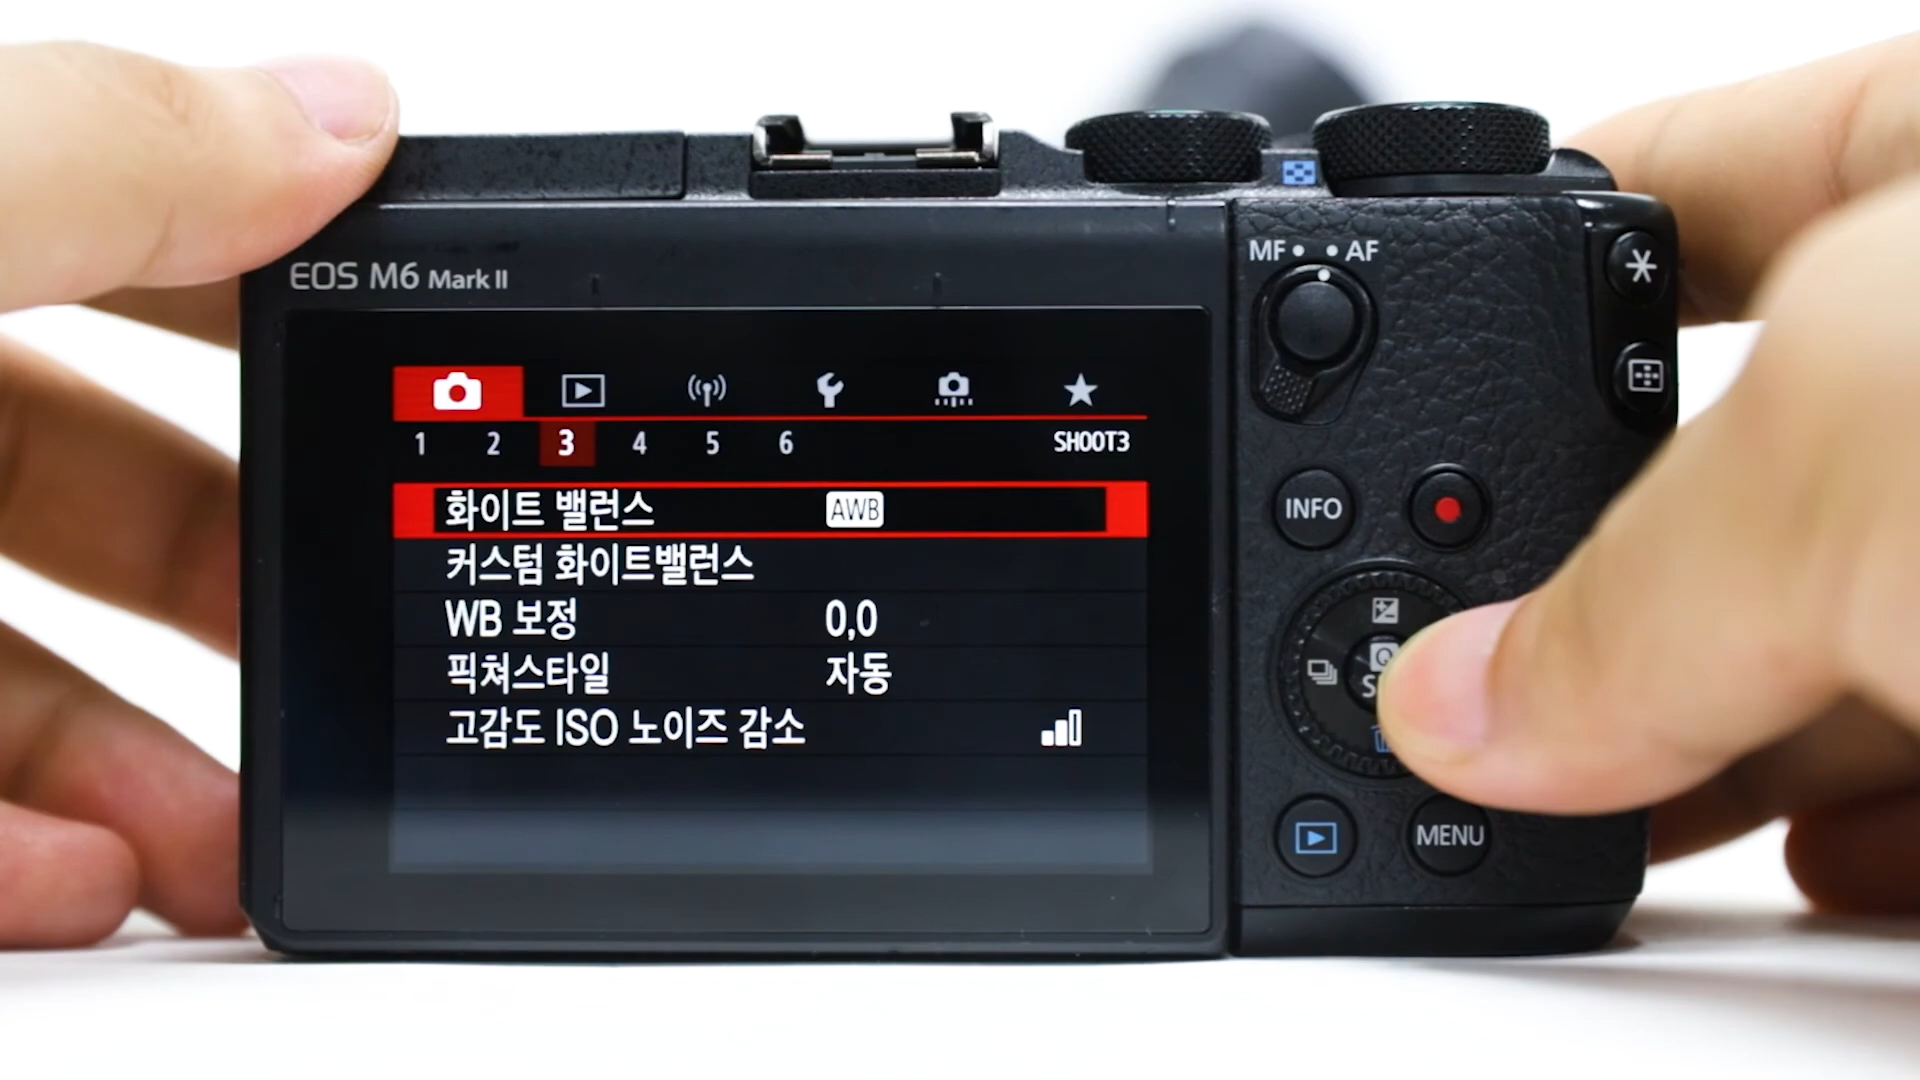 EOS M6 Mark II
MF AF
1 2 3 4 5 6 SHOOT3
화이트 밸런스 AWB
커스텀 화이트밸런스
WB 보정 0,0
픽쳐스타일 자동
고감도 ISO 노이즈 감소
INFO
Q
MENU